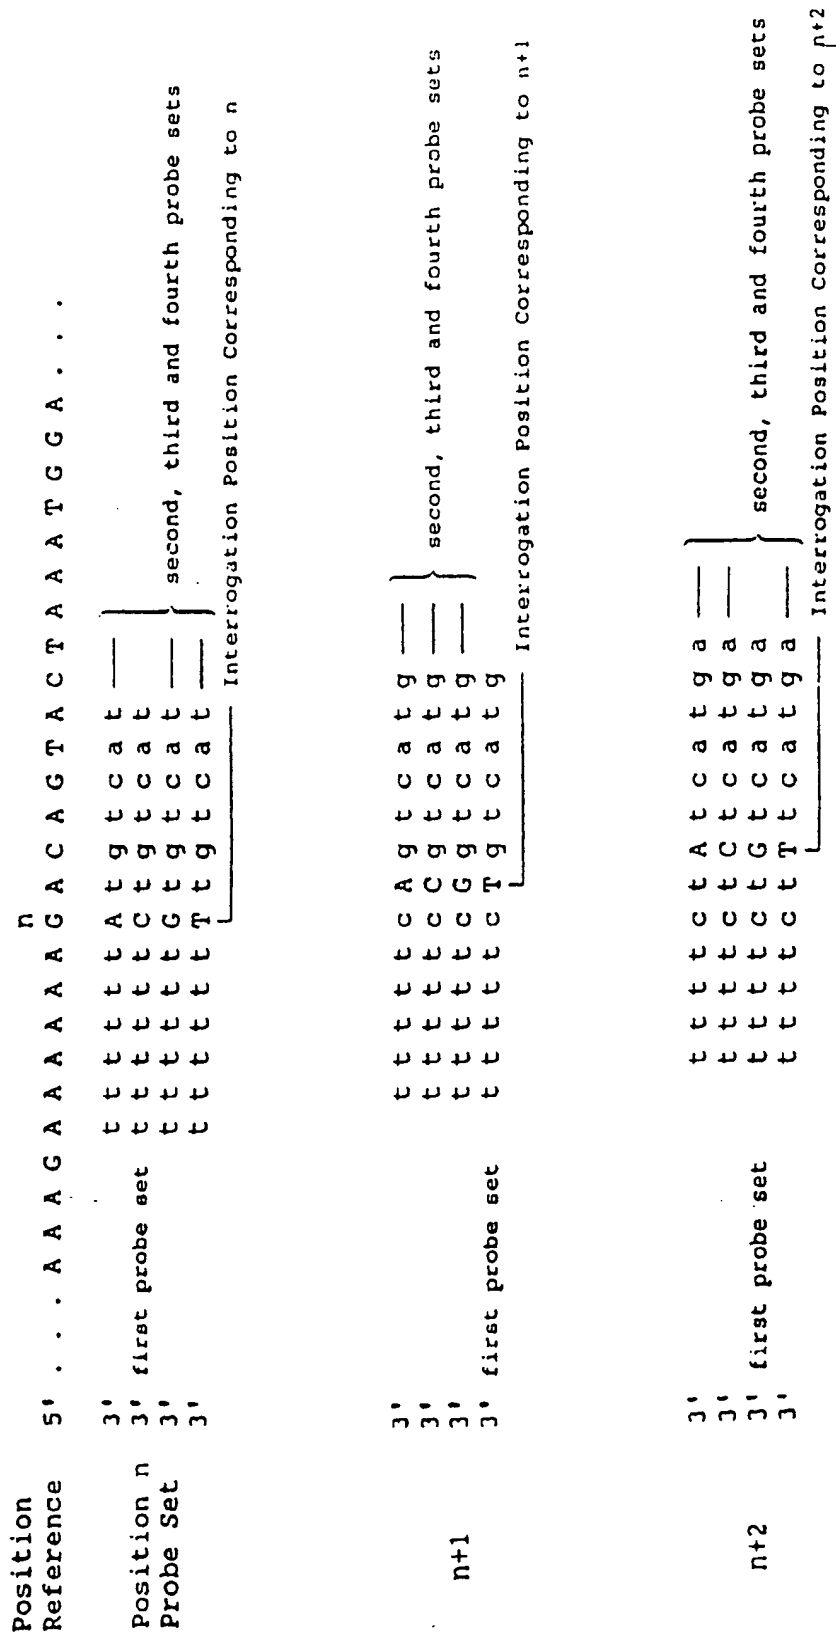 n
Position
Reference 5' . . . A A A G A A A A A A G A C A G T A C T A A A T G G A . . . .
3' t t t t t t A t g t c a t
Position n 3' first probe set t t t t t t C t g t c a t
Probe Set 3' t t t t t t G t g t c a t second, third and fourth probe sets
3' t t t t t t T t g t c a t
Interrogation Position Corresponding to n
3' t t t t t c A g t c a t g
3' t t t t t c C g t c a t g second, third and fourth probe sets
n+1 3' t t t t t c G g t c a t g
3' first probe set t t t t t c T g t c a t g
Interrogation Position Corresponding to n+1
3' t t t t c t A t c a t g a
3' t t t t c t C t c a t g a
n+2 3' first probe set t t t t c t G t c a t g a second, third and fourth probe sets
3' t t t t c t T t c a t g a
Interrogation Position Corresponding to n+2